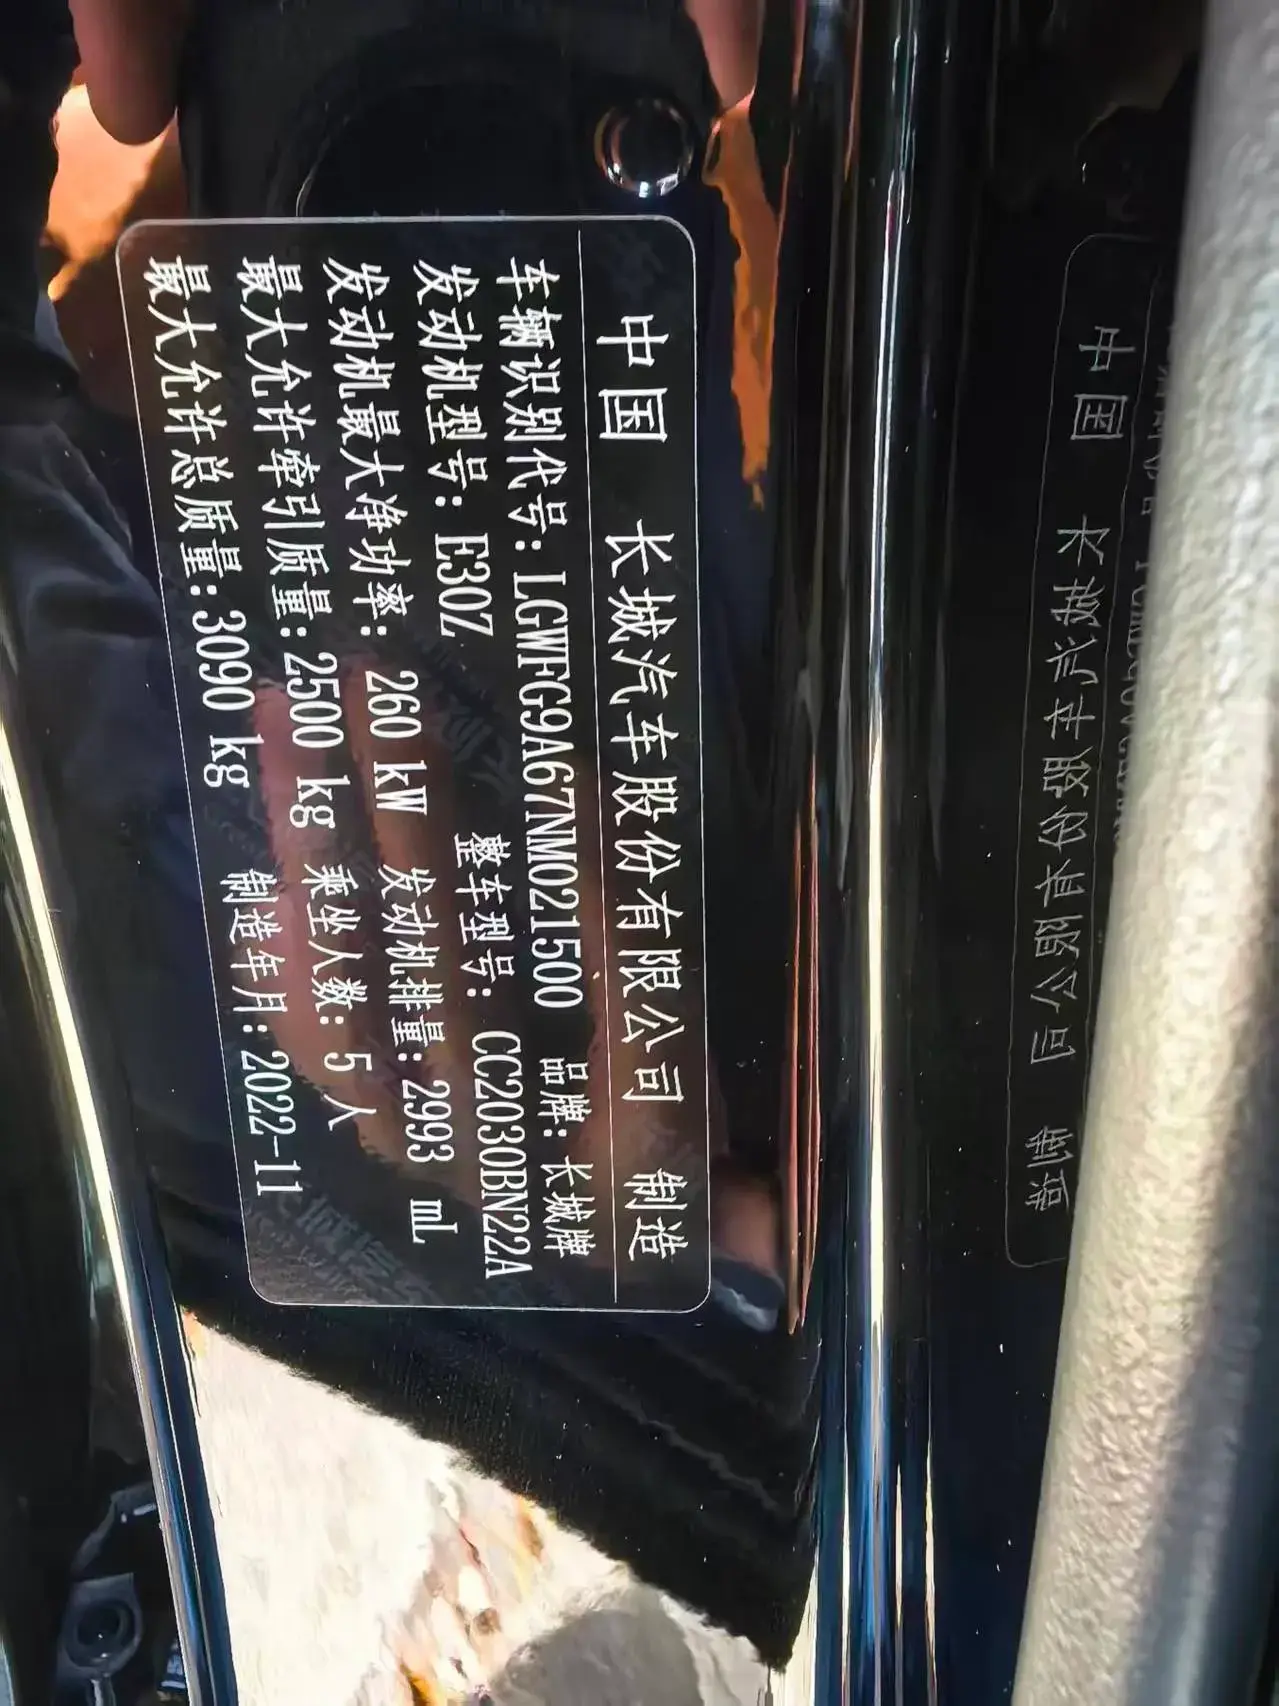 中国 长城汽车股份有限公司 制造
车辆识别代号: LGWFG9A67NM021500 品牌: 长城牌
发动机型号: E30Z 整车型号: CC2030BN22A
发动机最大净功率: 260 kW 发动机排量: 2993 mL
最大允许牵引质量: 2500 kg 乘坐人数: 5 人
最大允许总质量: 3090 kg 制造年月: 2022-11